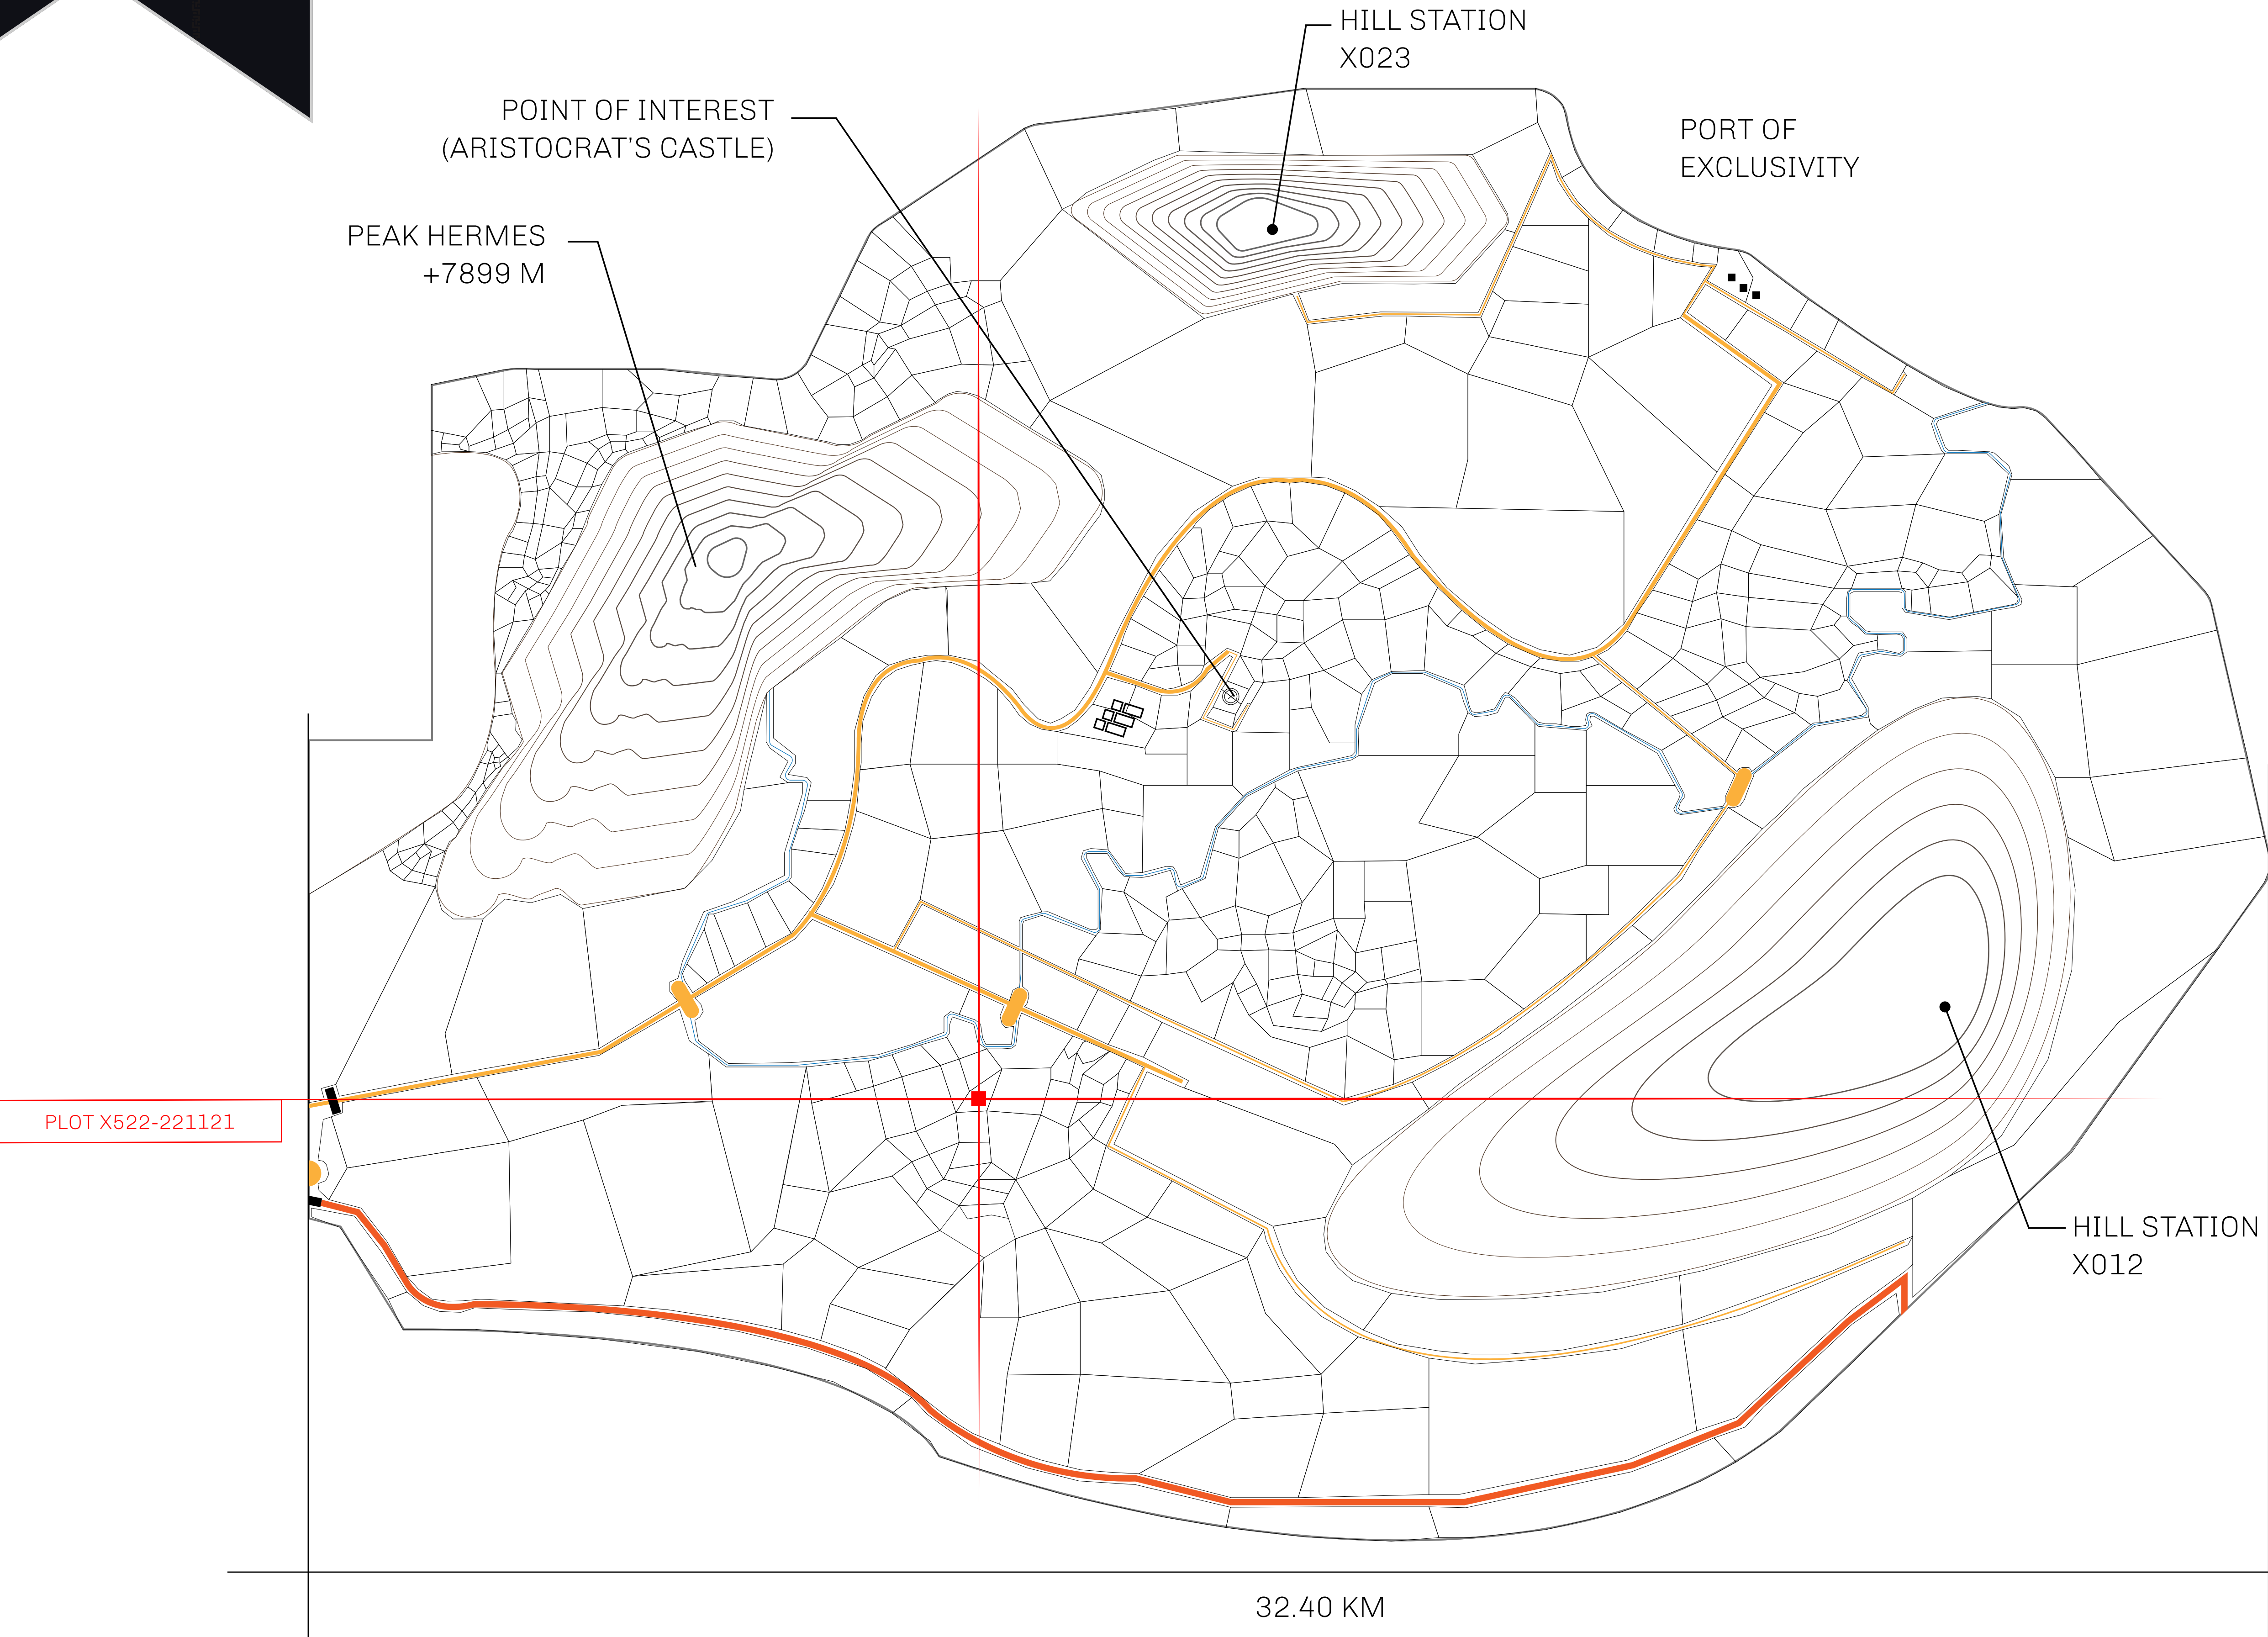 HILL STATION
X023
POINT OF INTEREST
(ARISTOCRAT'S CASTLE)
PORT OF
EXCLUSIVITY
PEAK HERMES
+7899 M
PLOT X522-221121
HILL STATION
X012
32.40 KM